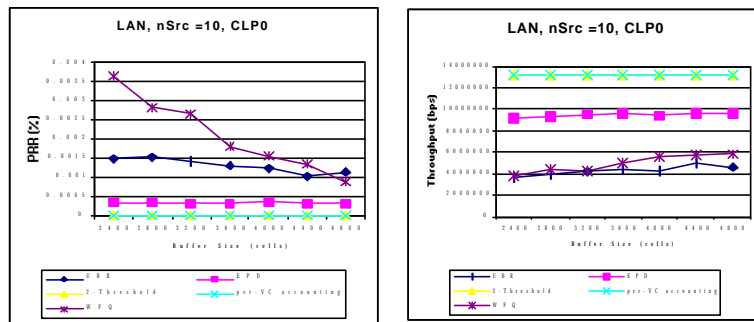 LAN, nSrc =10, CLP0
0.004
0.0035
0.003
0.0025
0.002
0.0015
0.001
0.0005
0
PRR (%)
2400 2800 3200 3600 4000 4400 4800
Buffer Size (cells)
UBR EPD
2-Threshold per-VC accounting
WFQ
LAN, nSrc =10, CLP0
14000000
12000000
10000000
8000000
6000000
4000000
2000000
0
Throughput (bps)
2400 2800 3200 3600 4000 4400 4800
Buffer Size (cells)
UBR EPD
2-Threshold per-VC accounting
WFQ